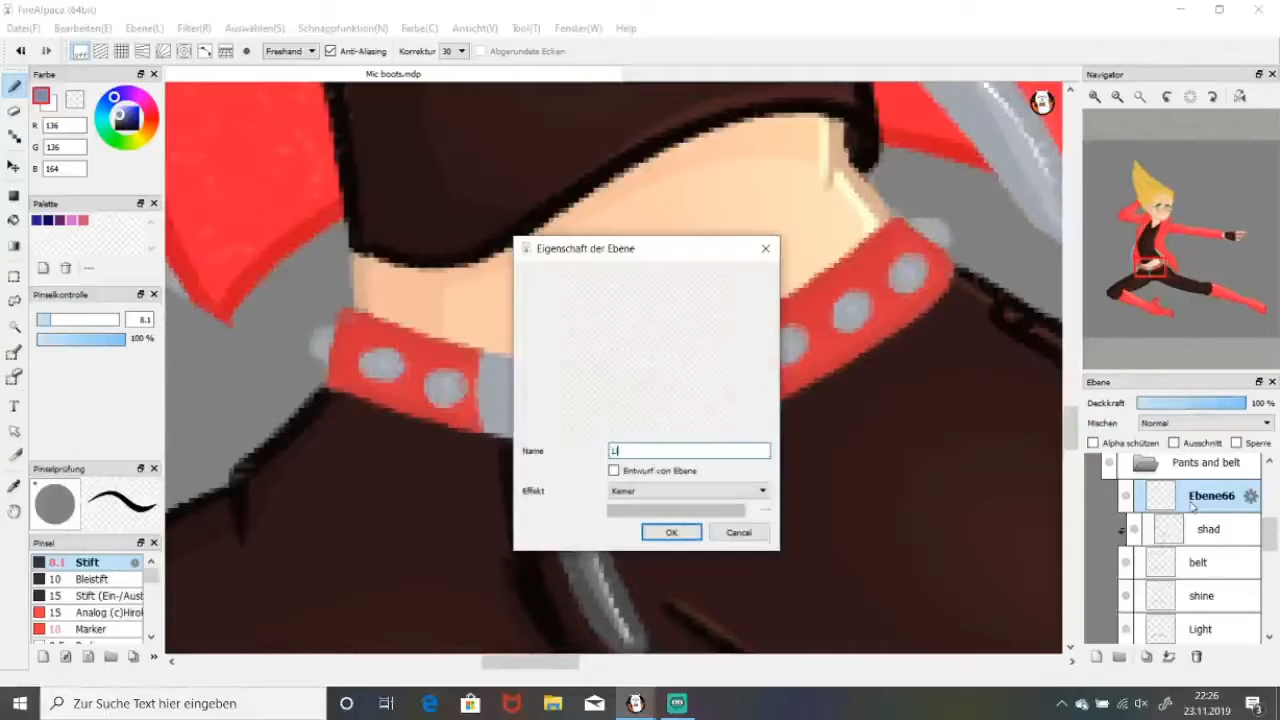 FireAlpaca (64bit)
Datei(F) Bearbeiten(E) Ebene(L) Filter(R) Auswählen(S) Schnappfunktion(N) Farbe(C) Ansicht(V) Tool(T) Fenster(W) Help
off Freehand Anti-Aliasing Korrektur 30 Abgerundete Ecken
Farbe
Mic boots.mdp
Navigator
R 136
G 136
B 164
Palette
Pinselkontrolle
8.1
100 %
Pinselprüfung
Pinsel
8.1 Stift
10 Bleistift
15 Stift (Ein-/Aust
15 Analog (c)Hirok
10 Marker
Eigenschaft der Ebene
Name
Entwurf von Ebene
Effekt Keiner
OK Cancel
Ebene
Deckkraft 100 %
Mischen Normal
Alpha schützen Ausschnitt Sperre
Pants and belt
Ebene66
shad
belt
shine
Light
Zur Suche Text hier eingeben
22:26
23.11.2019
3